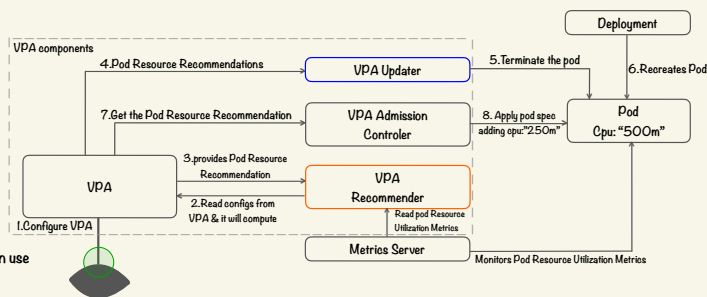 Deployment
VPA components
4.Pod Resource Recommendations
VPA Updater
5.Terminate the pod
6.Recreates Pod
7.Get the Pod Resource Recommendation
VPA Admission
Controler
8. Apply pod spec
adding cpu:"250m"
Pod
Cpu: "500m"
3.provides Pod Resource
Recommendation
VPA
VPA
Recommender
2.Read configs from
VPA & it will compute
1.Configure VPA
Read pod Resource
Utilization Metrics
Metrics Server
Monitors Pod Resource Utilization Metrics
n use